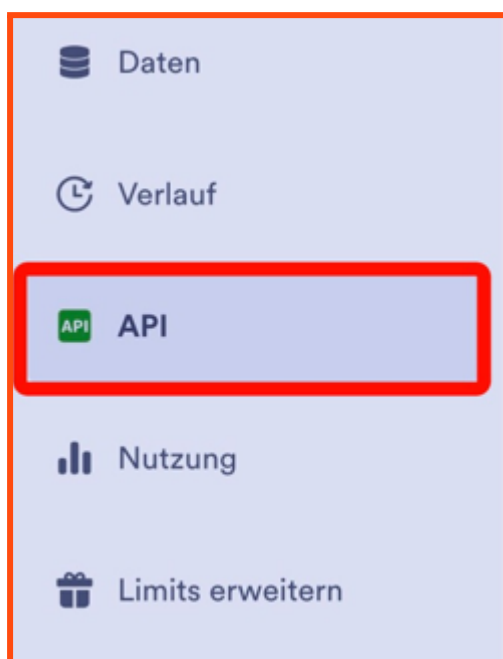 Daten
Verlauf
API API
Nutzung
Limits erweitern